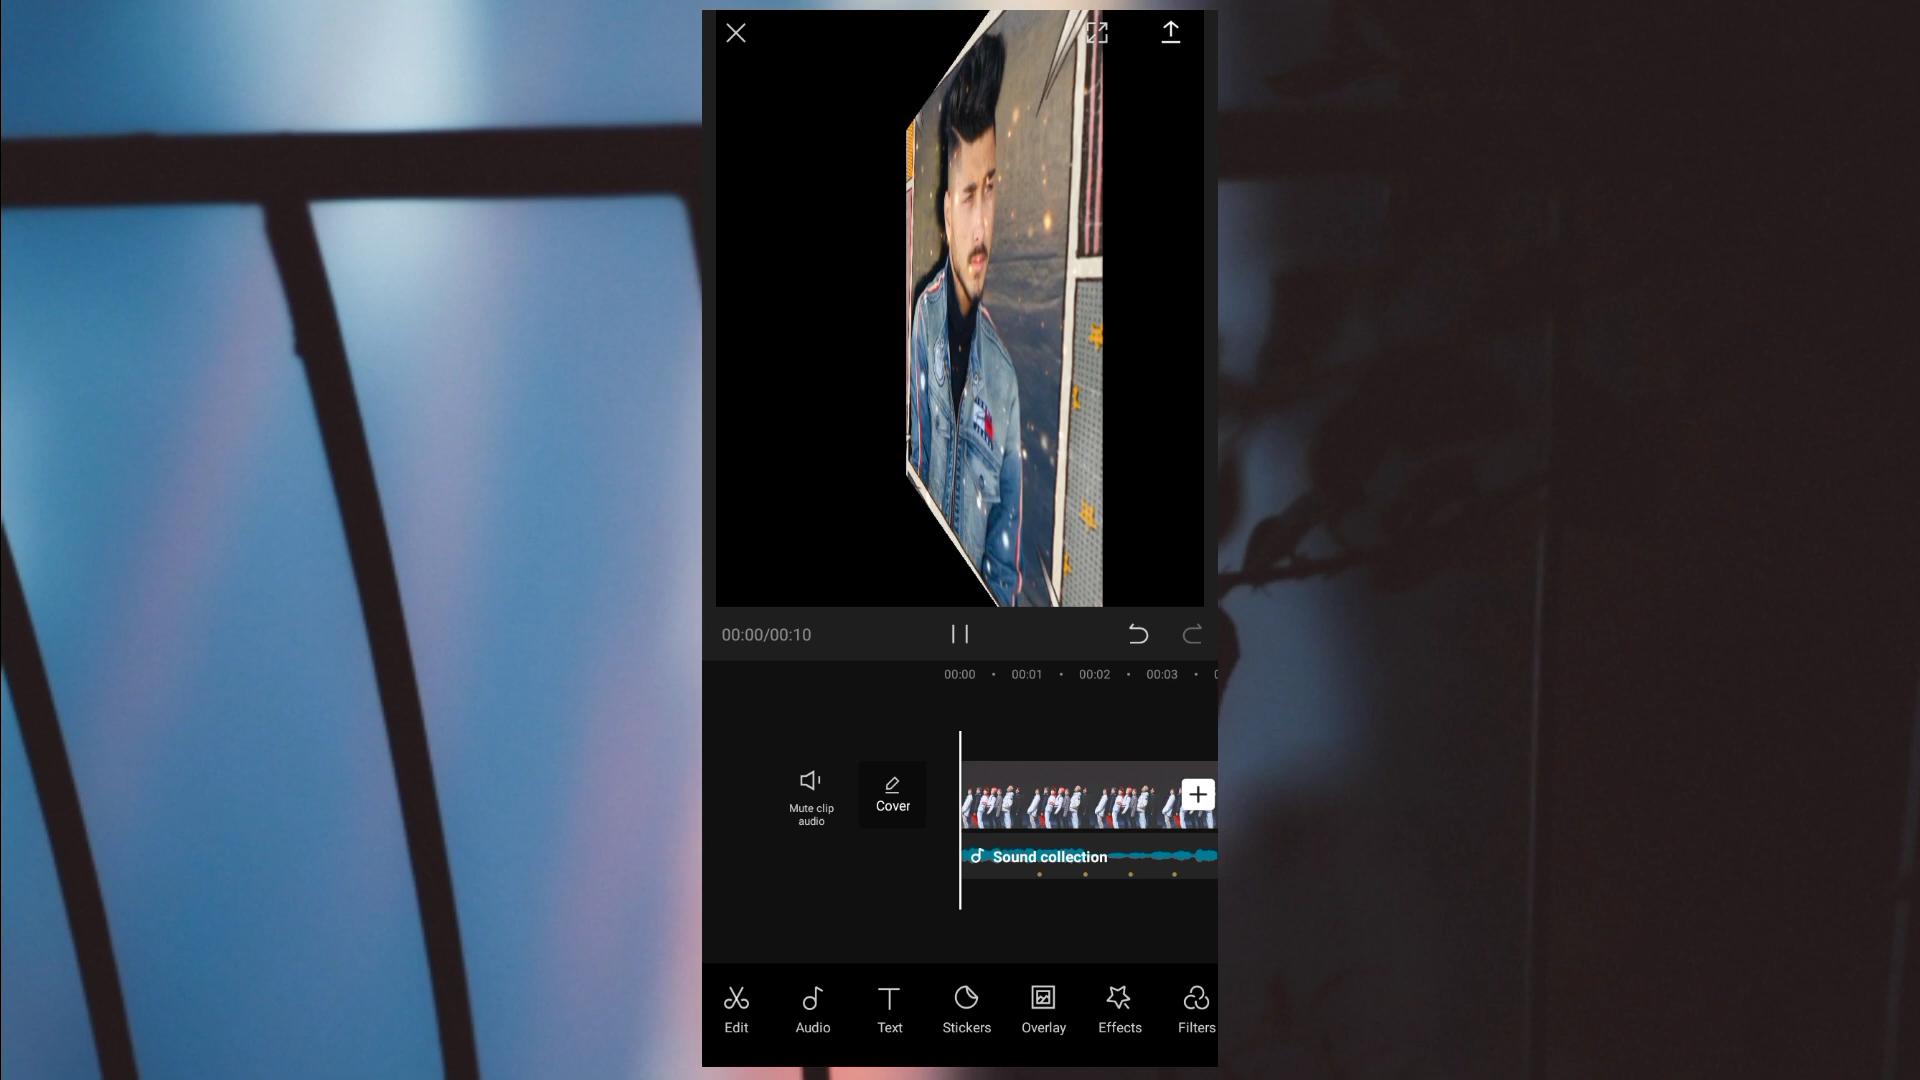 00:00/00:10
00:00 • 00:01 • 00:02 • 00:03 •
Mute clip
audio
Cover
Sound collection
Edit Audio Text Stickers Overlay Effects Filters